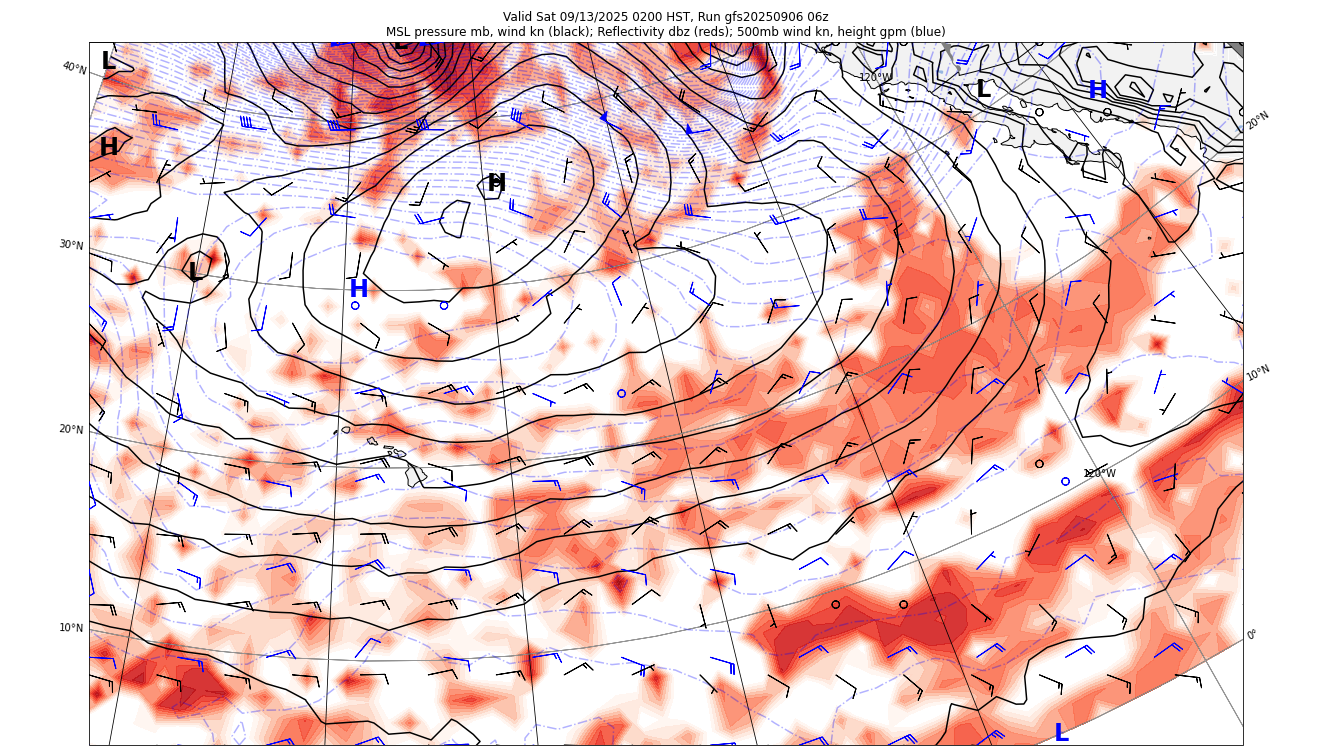 Valid Sat 09/13/2025 0200 HST, Run gfs20250906 06z
MSL pressure mb, wind kn (black); Reflectivity dbz (reds); 500mb wind kn, height gpm (blue)
L
L
40°N
120°W
L
H
20°N
H
H
30°N
L
H
10°N
20°N
120°W
10°N
0°
L